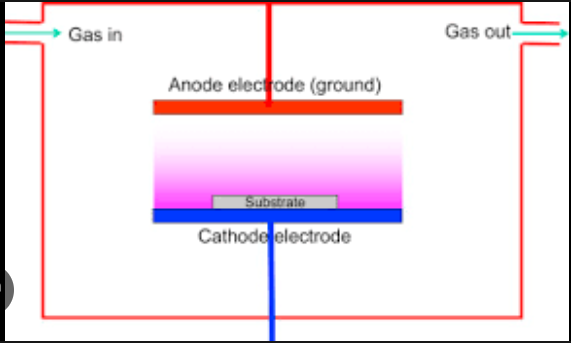 Gas in
Gas out
Anode electrode (ground)
Substrate
Cathode electrode